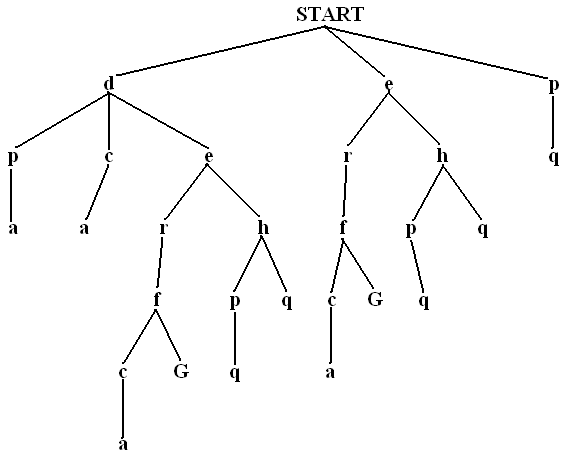 START
d e p
p c e r h q
a a r h f p q
f p q c G q
c G q a
a